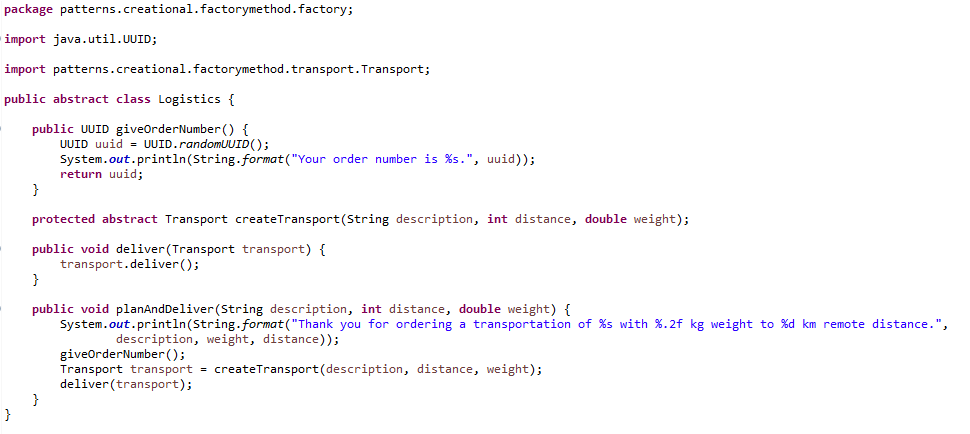 package patterns.creational.factorymethod.factory;
import java.util.UUID;
import patterns.creational.factorymethod.transport.Transport;
public abstract class Logistics {
public UUID giveOrderNumber() {
UUID uuid = UUID.randomUUID();
System.out.println(String.format("Your order number is %s.", uuid));
return uuid;
}
protected abstract Transport createTransport(String description, int distance, double weight);
public void deliver(Transport transport) {
transport.deliver();
}
public void planAndDeliver(String description, int distance, double weight) {
System.out.println(String.format("Thank you for ordering a transportation of %s with %.2f kg weight to %d km remote distance.",
description, weight, distance));
giveOrderNumber();
Transport transport = createTransport(description, distance, weight);
deliver(transport);
}
}